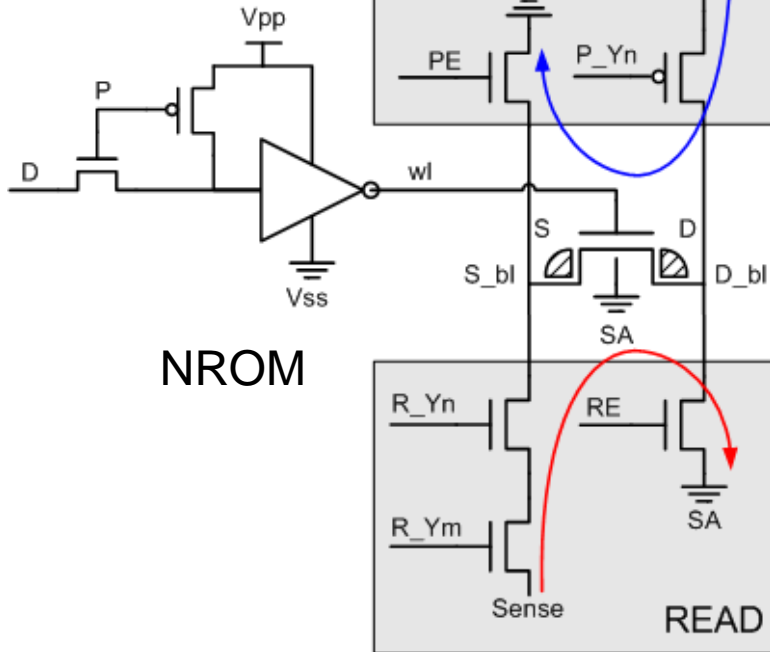 Vpp
PE
P_Yn
P
D
wl
S
D
S_bl
D_bl
Vss
SA
NROM
R_Yn
RE
SA
R_Ym
Sense
READ